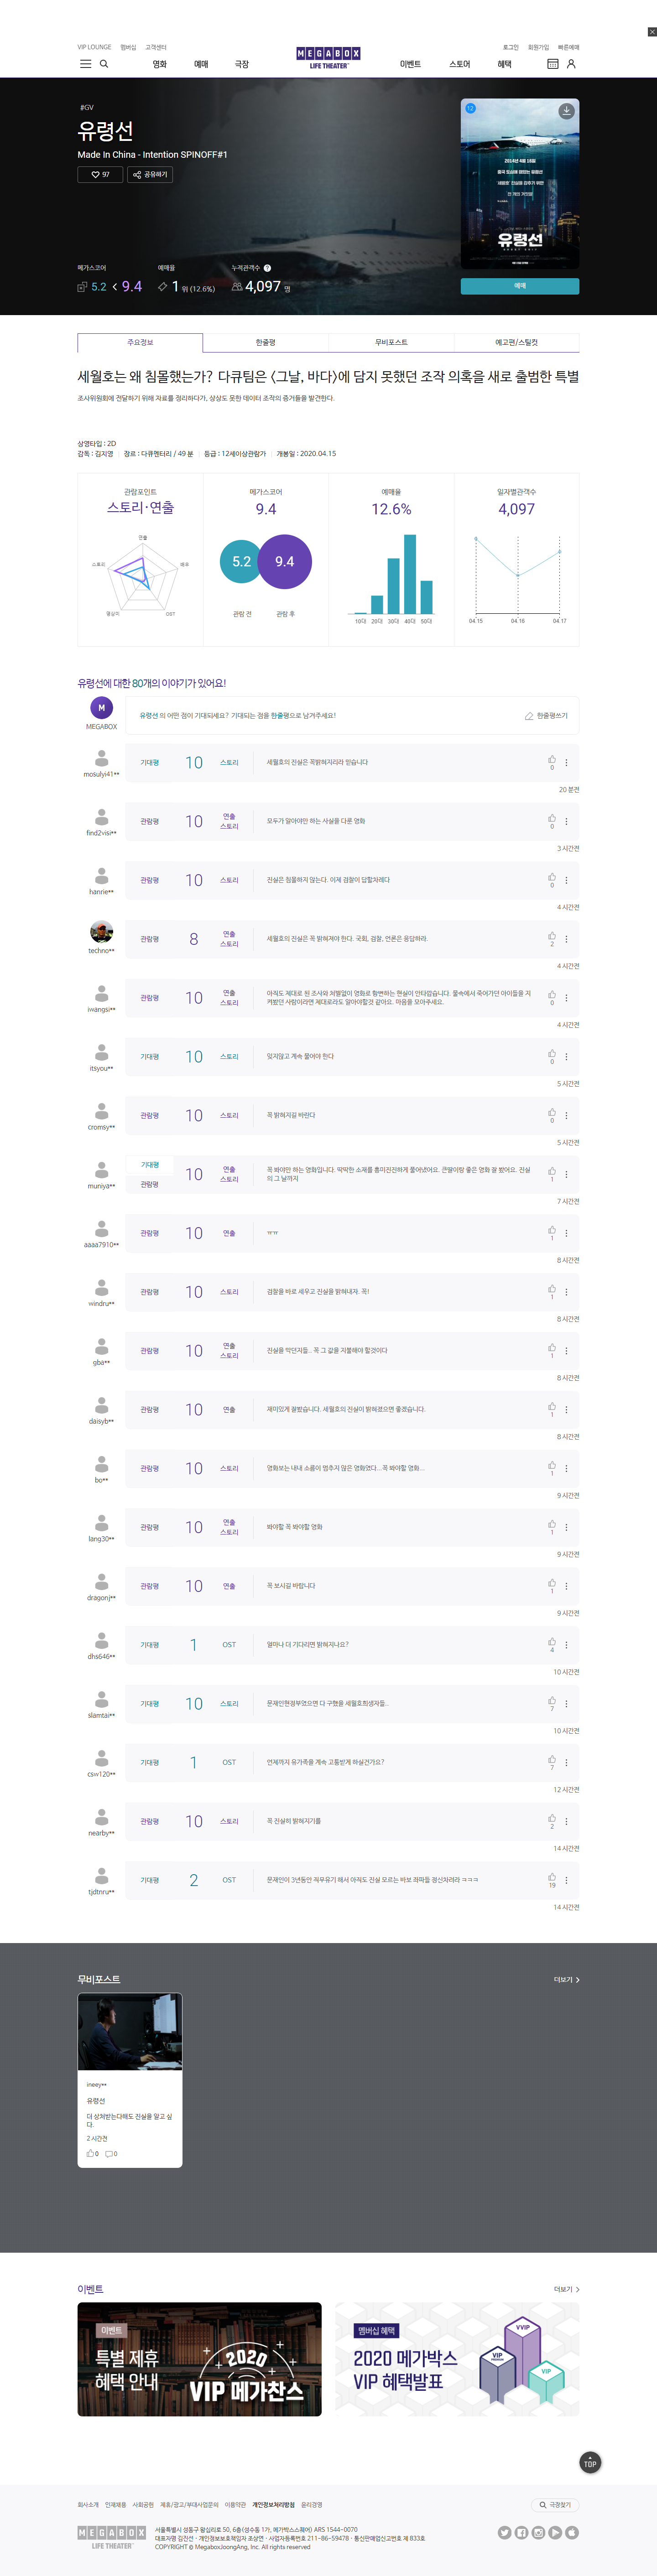 VIP LOUNGE 멤버십 고객센터
로그인 회원가입 빠른예매
영화 예매 극장
MEGABOX
LIFE THEATER
이벤트 스토어 혜택
#GV
유령선
Made In China - Intention SPINOFF#1
97 공유하기
메가스코어 예매율 누적관객수
5.2 9.4 1 위 (12.6%) 4,097 명
12
2014년 4월 16일
유령선
예매
주요정보 한줄평 무비포스트 예고편/스틸컷
세월호는 왜 침몰했는가? 다큐팀은 <그날, 바다>에 담지 못했던 조작 의혹을 새로 출범한 특별
조사위원회에 전달하기 위해 자료를 정리하다가, 상상도 못한 데이터 조작의 증거들을 발견한다.
상영타입 : 2D
감독 : 김지영 장르 : 다큐멘터리 / 49 분 등급 : 12세이상관람가 개봉일 : 2020.04.15
관람포인트 메가스코어 예매율 일자별관객수
스토리·연출 9.4 12.6% 4,097
연출
스토리 배우
영상미 OST
5.2 9.4
관람 전 관람 후
10대 20대 30대 40대 50대
04.15 04.16 04.17
유령선에 대한 80개의 이야기가 있어요!
M
MEGABOX
유령선 의 어떤 점이 기대되세요? 기대되는 점을 한줄평으로 남겨주세요!
한줄평쓰기
기대평 10 스토리 세월호의 진실은 꼭밝혀지리라 믿습니다 0
mosulyi41**
20 분전
관람평 10 연출 스토리 모두가 알아야만 하는 사실을 다룬 영화 0
find2visi**
3 시간전
관람평 10 스토리 진실은 침몰하지 않는다. 이제 검찰이 답할차례다 0
hanrie**
4 시간전
관람평 8 연출 스토리 세월호의 진실은 꼭 밝혀져야 한다. 국회, 검찰, 언론은 응답하라. 2
techno**
4 시간전
관람평 10 연출 스토리 아직도 제대로 된 조사와 처벌없이 영화로 항변하는 현실이 안타깝습니다. 물속에서 죽어가던 아이들을 지
켜봤던 사람이라면 제대로라도 알아야할것 같아요. 마음을 모아주세요. 0
iwangsi**
4 시간전
기대평 10 스토리 잊지않고 계속 물어야 한다 0
itsyou**
5 시간전
관람평 10 스토리 꼭 밝혀지길 바란다 0
cromsy**
5 시간전
기대평
관람평 10 연출 스토리 꼭 봐야만 하는 영화입니다. 딱딱한 소재를 흥미진진하게 풀어냈어요. 큰딸이랑 좋은 영화 잘 봤어요. 진실
의 그 날까지 1
muniya**
7 시간전
관람평 10 연출 ㅠㅠ 1
aaaa7910**
8 시간전
관람평 10 스토리 검찰을 바로 세우고 진실을 밝혀내자. 꼭! 1
windru**
8 시간전
관람평 10 연출 스토리 진실을 막던자들.. 꼭 그 값을 지불해야 할것이다 1
gba**
8 시간전
관람평 10 연출 재미있게 잘봤습니다. 세월호의 진실이 밝혀졌으면 좋겠습니다. 1
daisyb**
8 시간전
관람평 10 스토리 영화보는 내내 소름이 멈추지 않은 영화였다...꼭 봐야할 영화... 1
bo**
9 시간전
관람평 10 연출 스토리 봐야할 꼭 봐야할 영화 1
lang30**
9 시간전
관람평 10 연출 꼭 보시길 바랍니다 1
dragonj**
9 시간전
기대평 1 OST 얼마나 더 기다리면 밝혀지나요? 4
dhs646**
10 시간전
기대평 10 스토리 문재인현정부였으면 다 구했을 세월호희생자들.. 7
slamtai**
10 시간전
기대평 1 OST 언제까지 유가족을 계속 고통받게 하실건가요? 7
csw120**
12 시간전
관람평 10 스토리 꼭 진실히 밝혀지기를 2
nearby**
14 시간전
기대평 2 OST 문재인이 3년동안 직무유기 해서 아직도 진실 모르는 바보 좌파들 정신차려라 ㅋㅋㅋ 19
tjdtnru**
14 시간전
무비포스트 더보기
ineey**
유령선
더 상처받는다해도 진실을 알고 싶
다.
2 시간전
0 0
이벤트 더보기
이벤트
특별 제휴
혜택 안내
2020
VIP 메가찬스
멤버십 혜택
2020 메가박스
VIP 혜택발표
VVIP
VIP PREMIUM
VIP
TOP
회사소개 인재채용 사회공헌 제휴/광고/부대사업문의 이용약관 개인정보처리방침 윤리경영
극장찾기
MEGABOX
LIFE THEATER
서울특별시 성동구 왕십리로 50, 6층(성수동 1가, 메가박스스퀘어) ARS 1544-0070
대표자명 김진선 · 개인정보보호책임자 조상연 · 사업자등록번호 211-86-59478 · 통신판매업신고번호 제 833호
COPYRIGHT © MegaboxJoongAng, Inc. All rights reserved